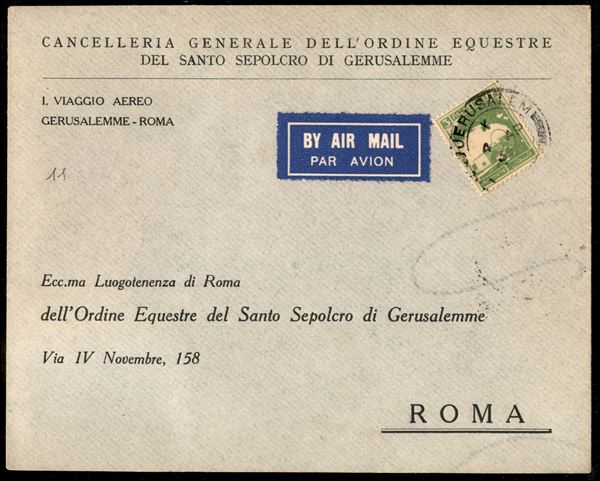 CANCELLERIA GENERALE DELL'ORDINE EQUESTRE
DEL SANTO SEPOLCRO DI GERUSALEMME
I. VIAGGIO AEREO
GERUSALEMME - ROMA
BY AIR MAIL
PAR AVION
JERUSALEM
11
Ecc.ma Luogotenenza di Roma
dell'Ordine Equestre del Santo Sepolcro di Gerusalemme
Via IV Novembre, 158
ROMA